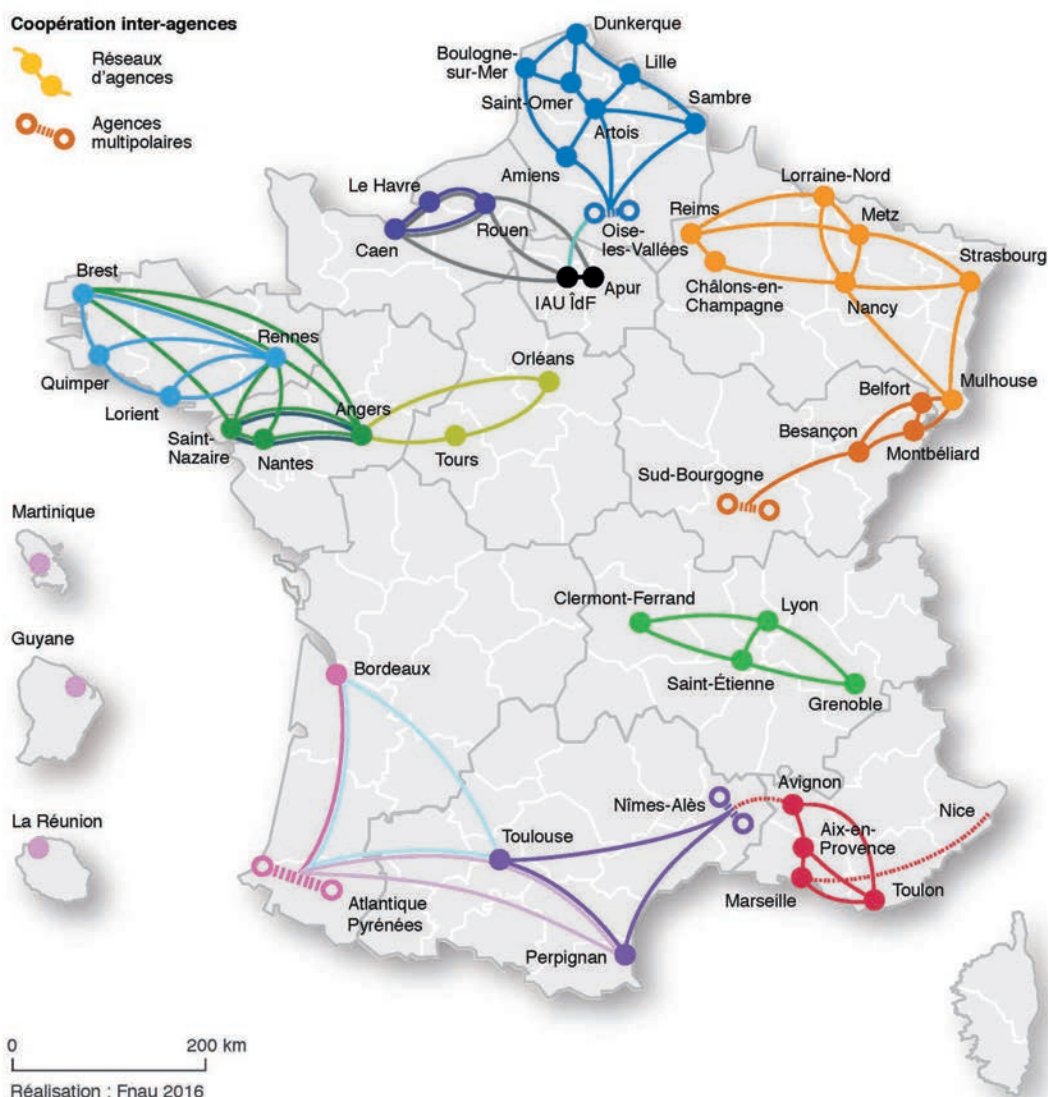 Coopération inter-agences
Réseaux
d'agences
Agences
multipolaires
Dunkerque
Boulogne-
sur-Mer
Lille
Saint-Omer
Sambre
Artois
Amiens
Lorraine-Nord
Le Havre
Reims
Metz
Rouen
Oise-
les-Vallées
Caen
Strasbourg
Brest
Châlons-en-
Champagne
IAU ÎdF
Apur
Nancy
Rennes
Orléans
Quimper
Belfort
Mulhouse
Lorient
Angers
Besançon
Saint-
Nazaire
Nantes
Tours
Montbéliard
Sud-Bourgogne
Martinique
Clermont-Ferrand
Lyon
Guyane
Bordeaux
Saint-Étienne
Grenoble
Avignon
Nîmes-Alès
Nice
La Réunion
Toulouse
Aix-en-
Provence
Marseille
Toulon
Atlantique
Pyrénées
Perpignan
0 200 km
Réalisation : Fnau 2016